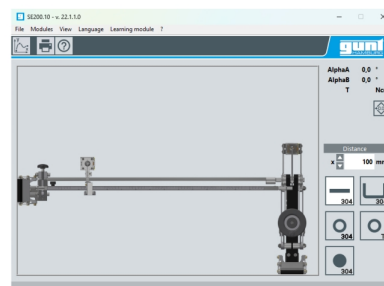 SE200.10 - v. 22.1.1.0
File Modules View Language Learning module ?
gunt
AlphaA 0,0 °
AlphaB 0,0 °
T
Distance
x 100 mm
304
304
304